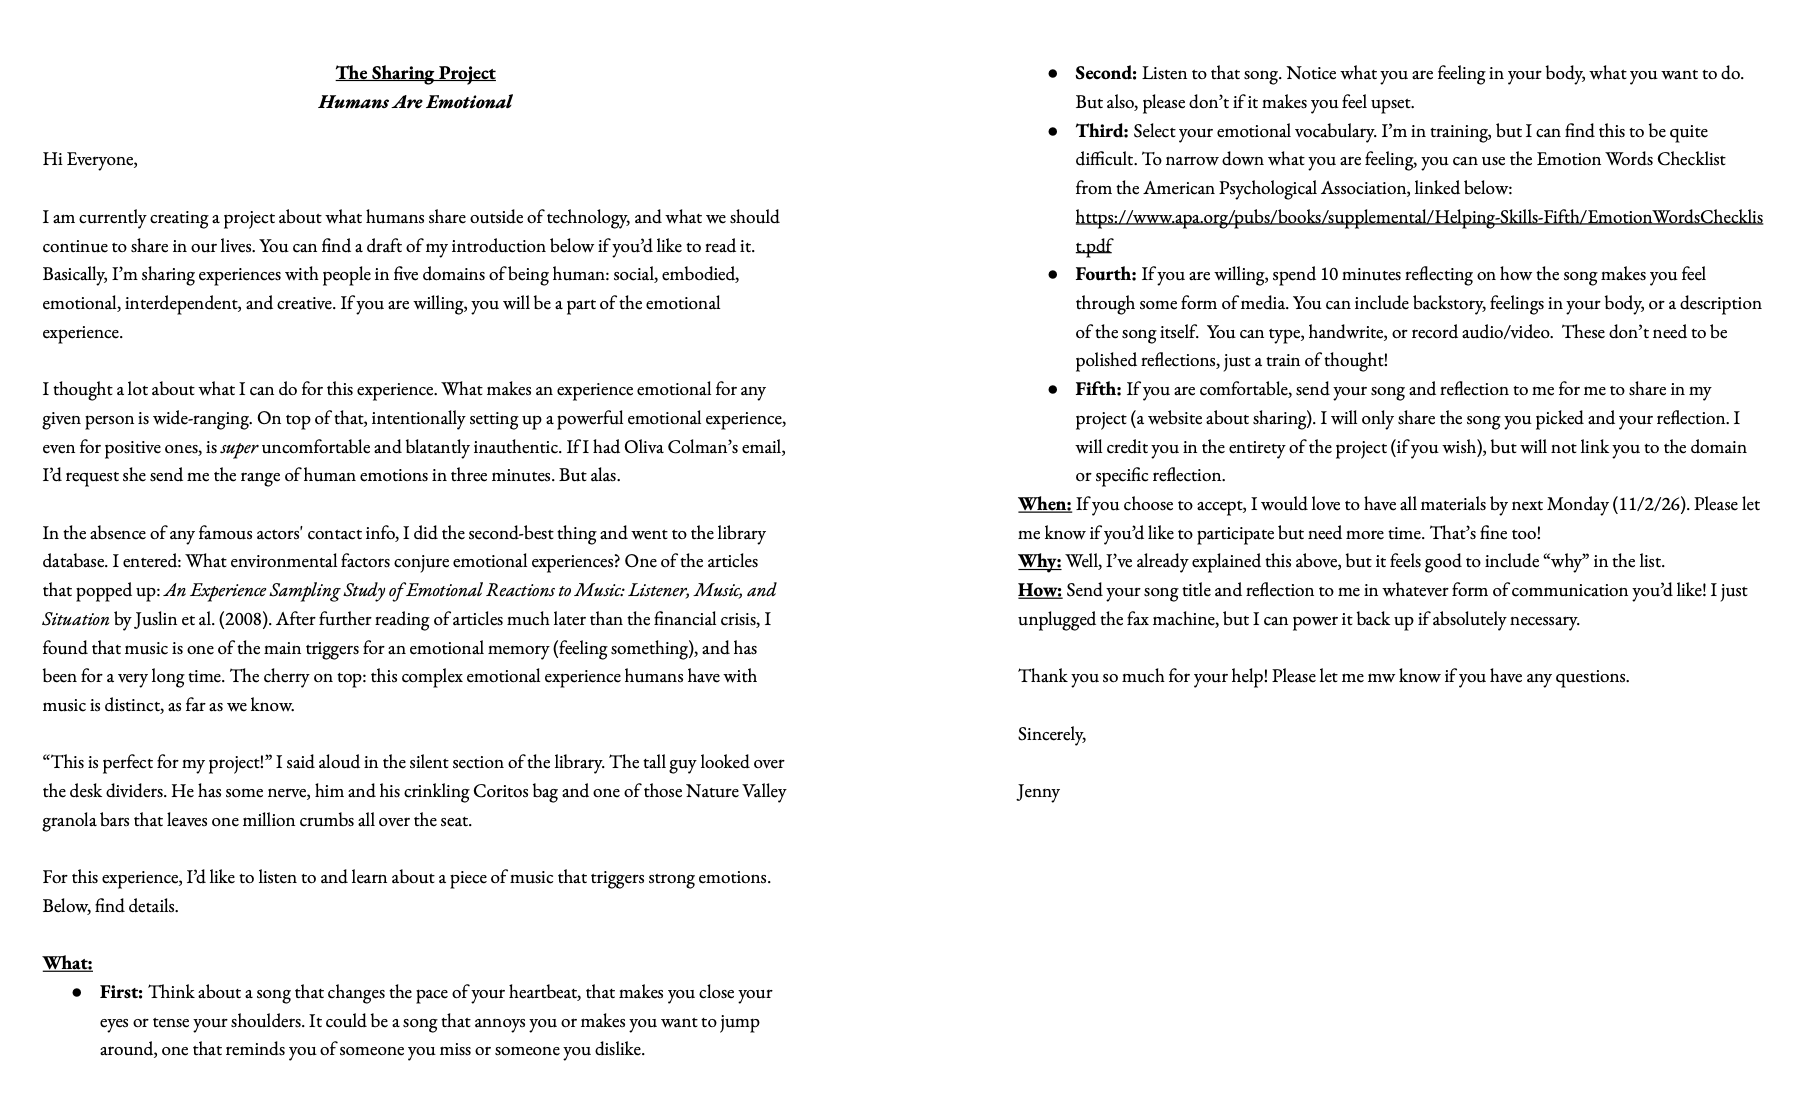 The Sharing Project
Humans Are Emotional
Hi Everyone,
I am currently creating a project about what humans share outside of technology, and what we should
continue to share in our lives. You can find a draft of my introduction below if you’d like to read it.
Basically, I’m sharing experiences with people in five domains of being human: social, embodied,
emotional, interdependent, and creative. If you are willing, you will be a part of the emotional
experience.
I thought a lot about what I can do for this experience. What makes an experience emotional for any
given person is wide-ranging. On top of that, intentionally setting up a powerful emotional experience,
even for positive ones, is super uncomfortable and blatantly inauthentic. If I had Oliva Colman’s email,
I’d request she send me the range of human emotions in three minutes. But alas.
In the absence of any famous actors' contact info, I did the second-best thing and went to the library
database. I entered: What environmental factors conjure emotional experiences? One of the articles
that popped up: An Experience Sampling Study of Emotional Reactions to Music: Listener, Music, and
Situation by Juslin et al. (2008). After further reading of articles much later than the financial crisis, I
found that music is one of the main triggers for an emotional memory (feeling something), and has
been for a very long time. The cherry on top: this complex emotional experience humans have with
music is distinct, as far as we know.
“This is perfect for my project!” I said aloud in the silent section of the library. The tall guy looked over
the desk dividers. He has some nerve, him and his crinkling Coritos bag and one of those Nature Valley
granola bars that leaves one million crumbs all over the seat.
For this experience, I’d like to listen to and learn about a piece of music that triggers strong emotions.
Below, find details.
What:
● First: Think about a song that changes the pace of your heartbeat, that makes you close your
eyes or tense your shoulders. It could be a song that annoys you or makes you want to jump
around, one that reminds you of someone you miss or someone you dislike.
● Second: Listen to that song. Notice what you are feeling in your body, what you want to do.
But also, please don’t if it makes you feel upset.
● Third: Select your emotional vocabulary. I’m in training, but I can find this to be quite
difficult. To narrow down what you are feeling, you can use the Emotion Words Checklist
from the American Psychological Association, linked below:
https://www.apa.org/pubs/books/supplemental/Helping-Skills-Fifth/EmotionWordsChecklis
t.pdf
● Fourth: If you are willing, spend 10 minutes reflecting on how the song makes you feel
through some form of media. You can include backstory, feelings in your body, or a description
of the song itself.  You can type, handwrite, or record audio/video.  These don’t need to be
polished reflections, just a train of thought!
● Fifth: If you are comfortable, send your song and reflection to me for me to share in my
project (a website about sharing). I will only share the song you picked and your reflection. I
will credit you in the entirety of the project (if you wish), but will not link you to the domain
or specific reflection.
When: If you choose to accept, I would love to have all materials by next Monday (11/2/26). Please let
me know if you’d like to participate but need more time. That’s fine too!
Why: Well, I’ve already explained this above, but it feels good to include “why” in the list.
How: Send your song title and reflection to me in whatever form of communication you’d like! I just
unplugged the fax machine, but I can power it back up if absolutely necessary.
Thank you so much for your help! Please let me mw know if you have any questions.
Sincerely,
Jenny